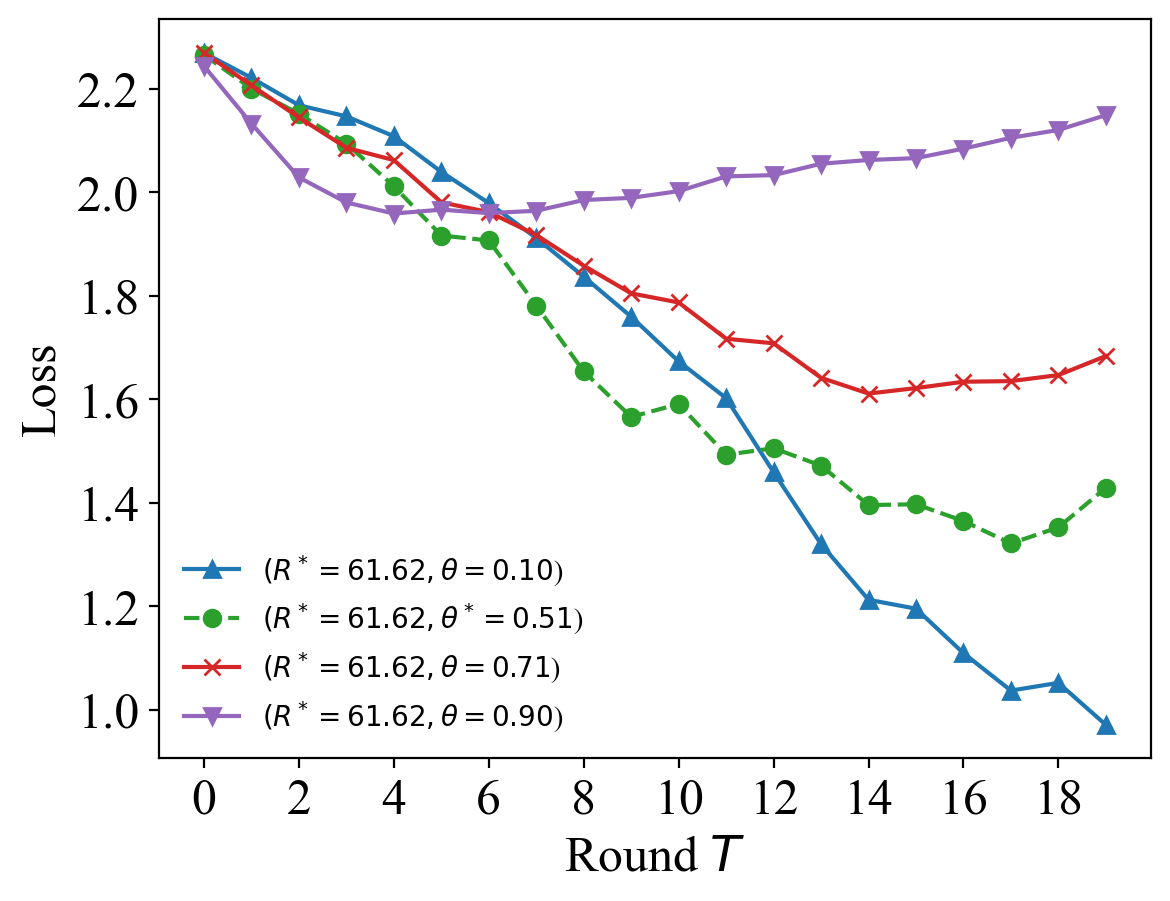 Loss
2.2
2.0
1.8
1.6
1.4
1.2
1.0
(R* = 61.62, θ = 0.10)
(R* = 61.62, θ* = 0.51)
(R* = 61.62, θ = 0.71)
(R* = 61.62, θ = 0.90)
0 2 4 6 8 10 12 14 16 18
Round T